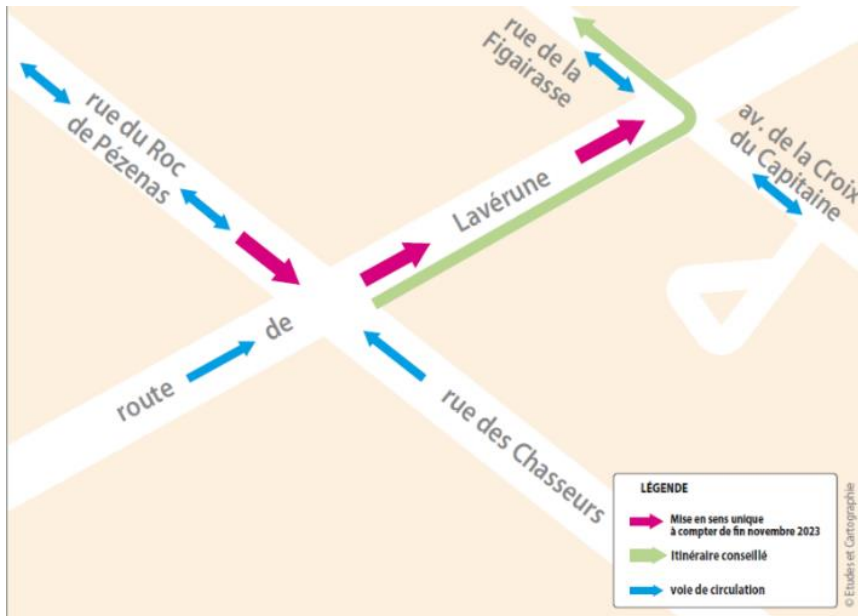 rue de la
Figairasse
rue du Roc
de Pézenas
av. de la Croix
du Capitaine
Lavérune
de
route
rue des Chasseurs
LÉGENDE
Mise en sens unique
à compter de fin novembre 2023
Itinéraire conseillé
voie de circulation
© Etudes et Cartographie